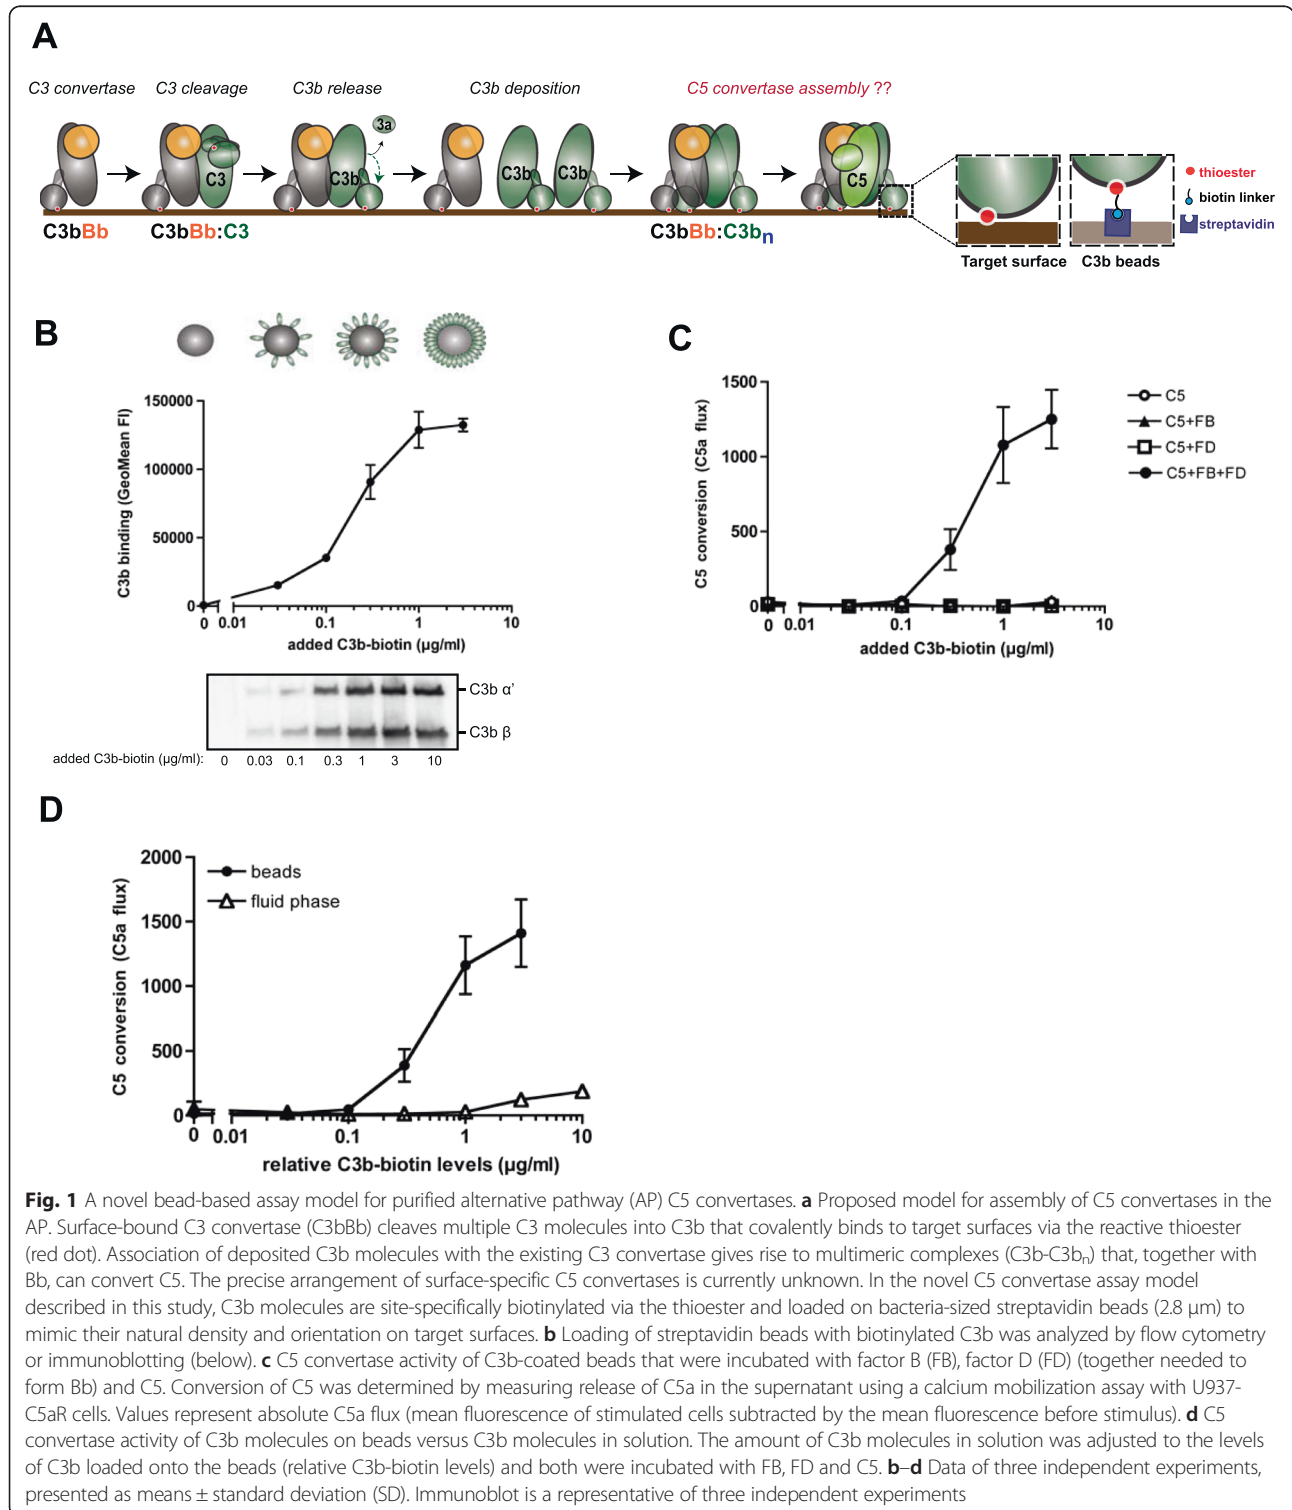 A
C3 convertase
C3 cleavage
C3b release
C3b deposition
C5 convertase assembly ??
3a
C3
C3b
C3b
C3b
C5
thioester
biotin linker
streptavidin
C3bBb
C3bBb:C3
C3bBb:C3bn
Target surface
C3b beads
B
C3b binding (GeoMean FI)
150000
100000
50000
0
0 0.01 0.1 1 10
added C3b-biotin (µg/ml)
C3b α’
C3b β
added C3b-biotin (µg/ml): 0 0.03 0.1 0.3 1 3 10
C
C5 conversion (C5a flux)
1500
1000
500
0
0 0.01 0.1 1 10
added C3b-biotin (µg/ml)
C5
C5+FB
C5+FD
C5+FB+FD
D
C5 conversion (C5a flux)
2000
1500
1000
500
0
0 0.01 0.1 1 10
relative C3b-biotin levels (µg/ml)
beads
fluid phase
Fig. 1 A novel bead-based assay model for purified alternative pathway (AP) C5 convertases. a Proposed model for assembly of C5 convertases in the
AP. Surface-bound C3 convertase (C3bBb) cleaves multiple C3 molecules into C3b that covalently binds to target surfaces via the reactive thioester
(red dot). Association of deposited C3b molecules with the existing C3 convertase gives rise to multimeric complexes (C3b-C3bn) that, together with
Bb, can convert C5. The precise arrangement of surface-specific C5 convertases is currently unknown. In the novel C5 convertase assay model
described in this study, C3b molecules are site-specifically biotinylated via the thioester and loaded on bacteria-sized streptavidin beads (2.8 µm) to
mimic their natural density and orientation on target surfaces. b Loading of streptavidin beads with biotinylated C3b was analyzed by flow cytometry
or immunoblotting (below). c C5 convertase activity of C3b-coated beads that were incubated with factor B (FB), factor D (FD) (together needed to
form Bb) and C5. Conversion of C5 was determined by measuring release of C5a in the supernatant using a calcium mobilization assay with U937-
C5aR cells. Values represent absolute C5a flux (mean fluorescence of stimulated cells subtracted by the mean fluorescence before stimulus). d C5
convertase activity of C3b molecules on beads versus C3b molecules in solution. The amount of C3b molecules in solution was adjusted to the levels
of C3b loaded onto the beads (relative C3b-biotin levels) and both were incubated with FB, FD and C5. b–d Data of three independent experiments,
presented as means ± standard deviation (SD). Immunoblot is a representative of three independent experiments